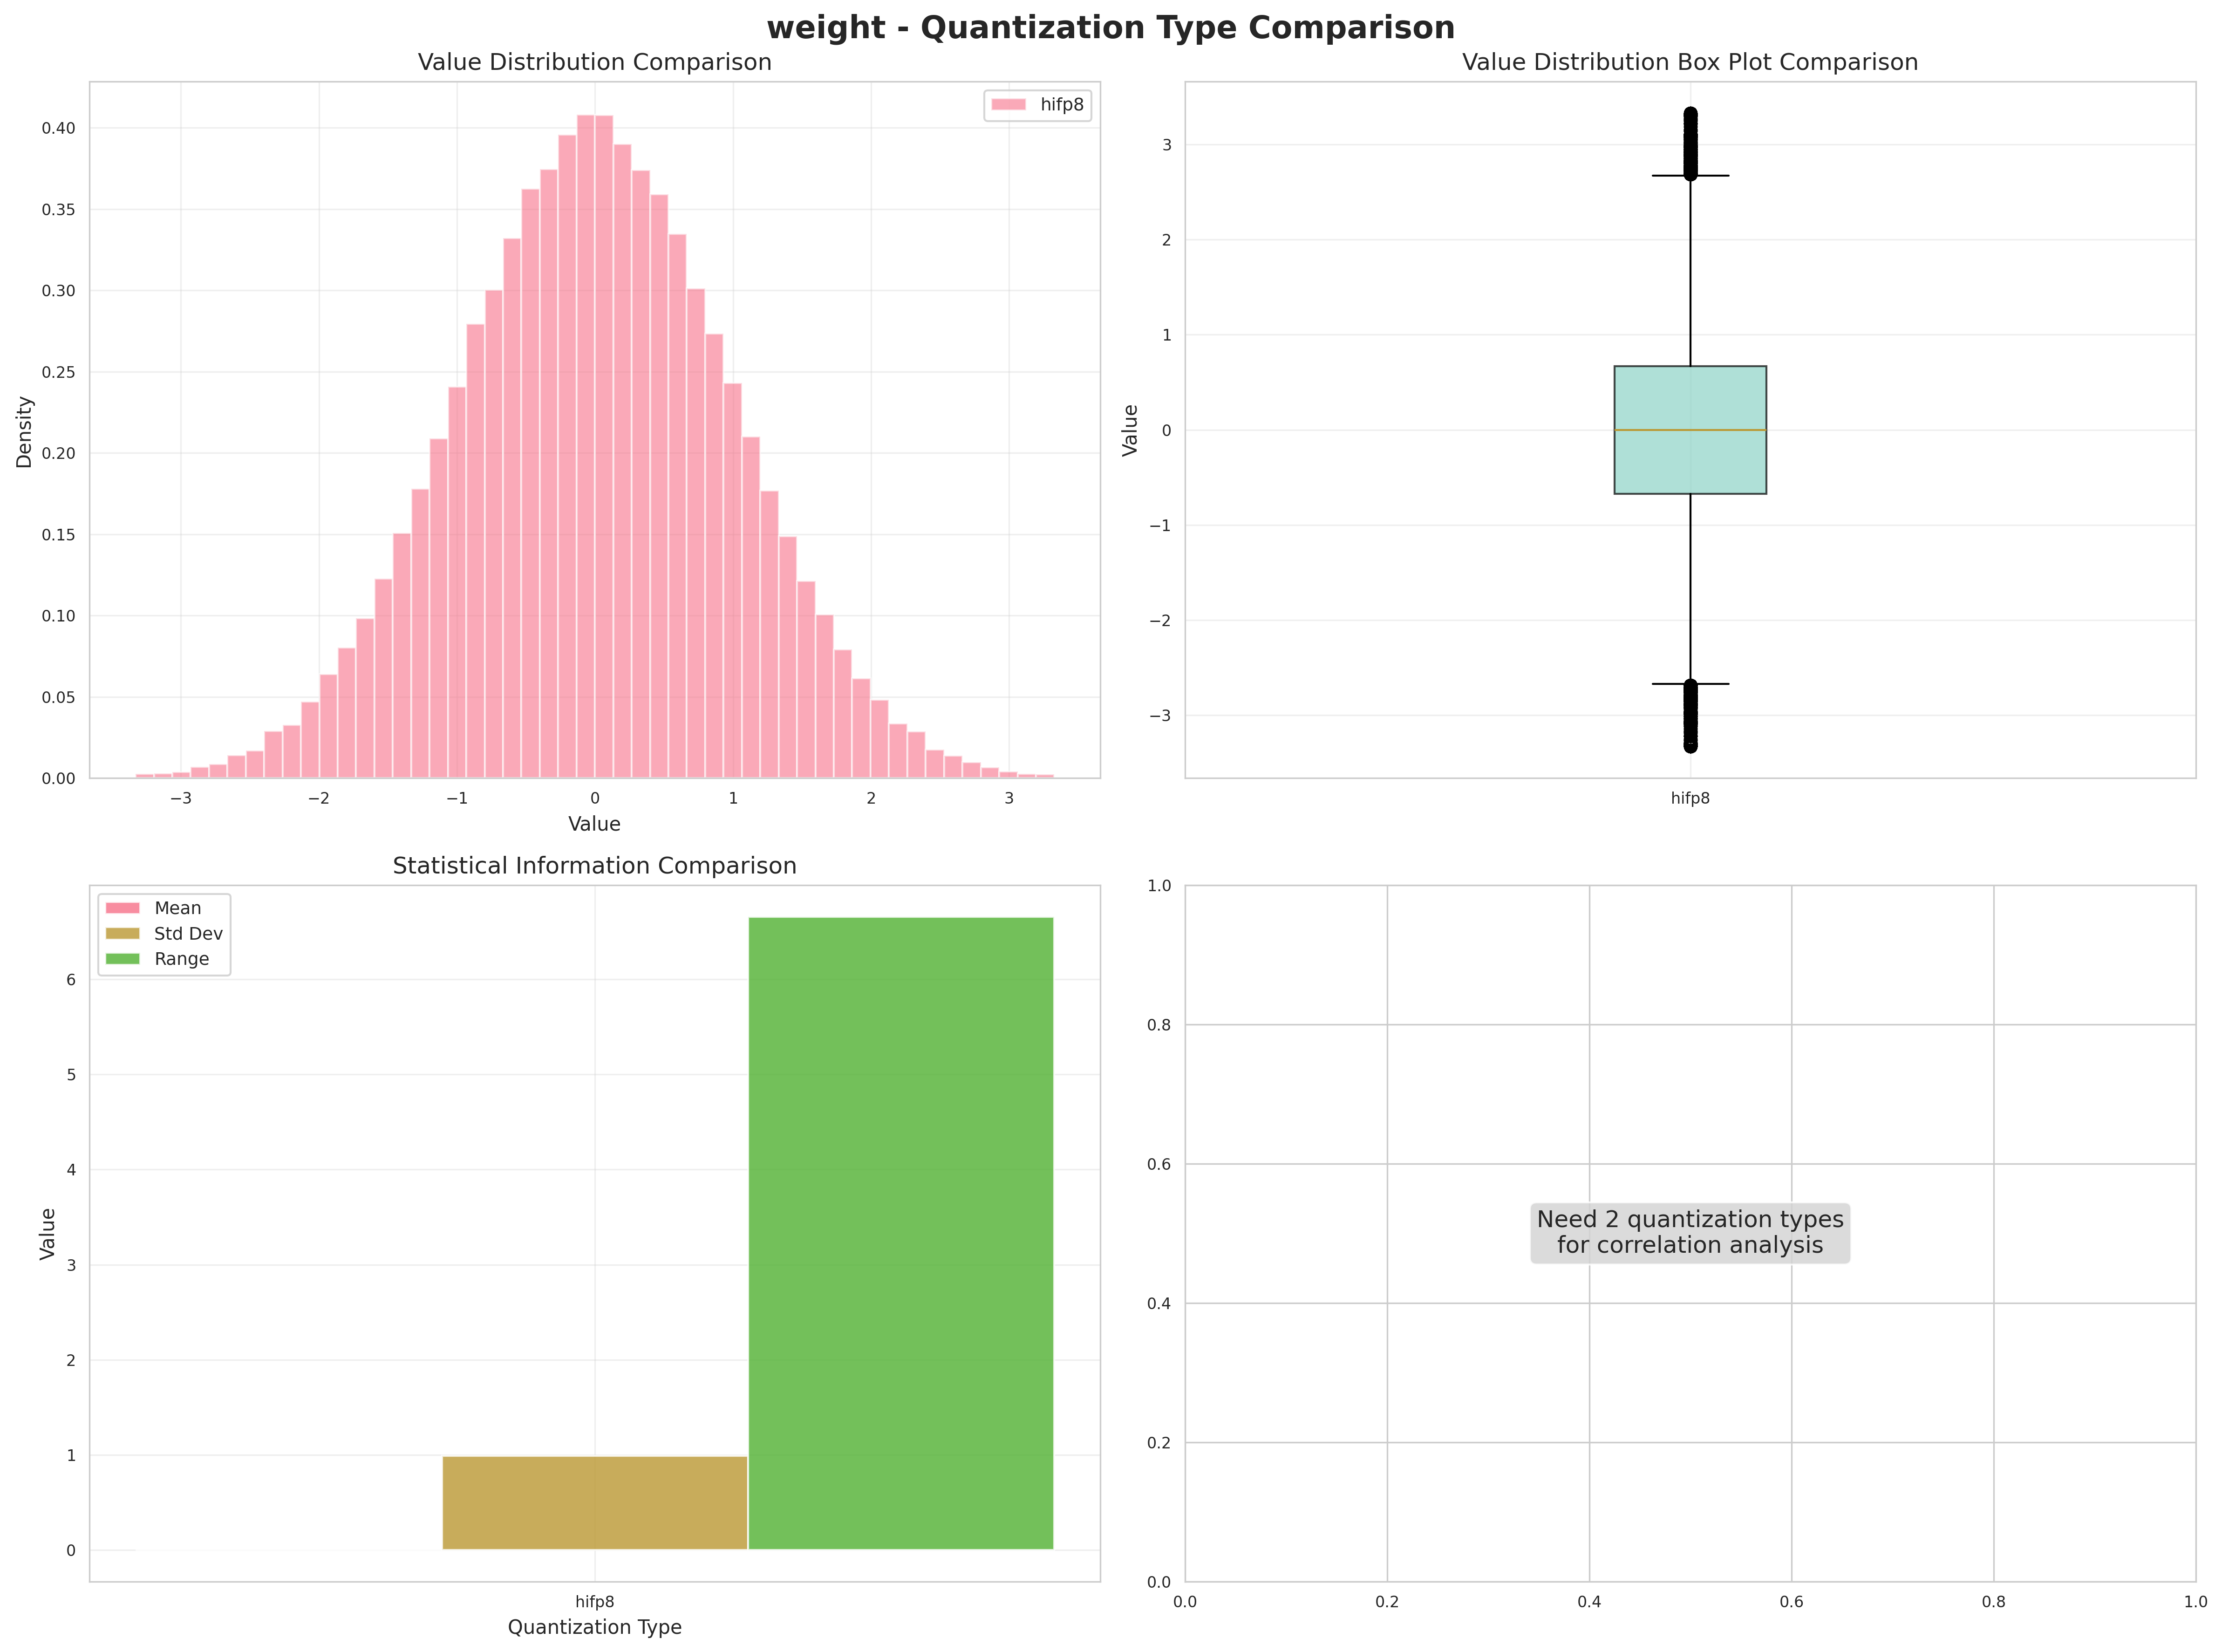 weight - Quantization Type Comparison
Value Distribution Comparison
hifp8
0.40
0.35
0.30
0.25
0.20
0.15
0.10
0.05
0.00
Density
−3
−2
−1
0
1
2
3
Value
Value Distribution Box Plot Comparison
3
2
1
0
−1
−2
−3
Value
hifp8
Statistical Information Comparison
Mean
Std Dev
Range
6
5
4
3
2
1
0
Value
hifp8
Quantization Type
1.0
0.8
0.6
0.4
0.2
0.0
Need 2 quantization types
for correlation analysis
0.0
0.2
0.4
0.6
0.8
1.0